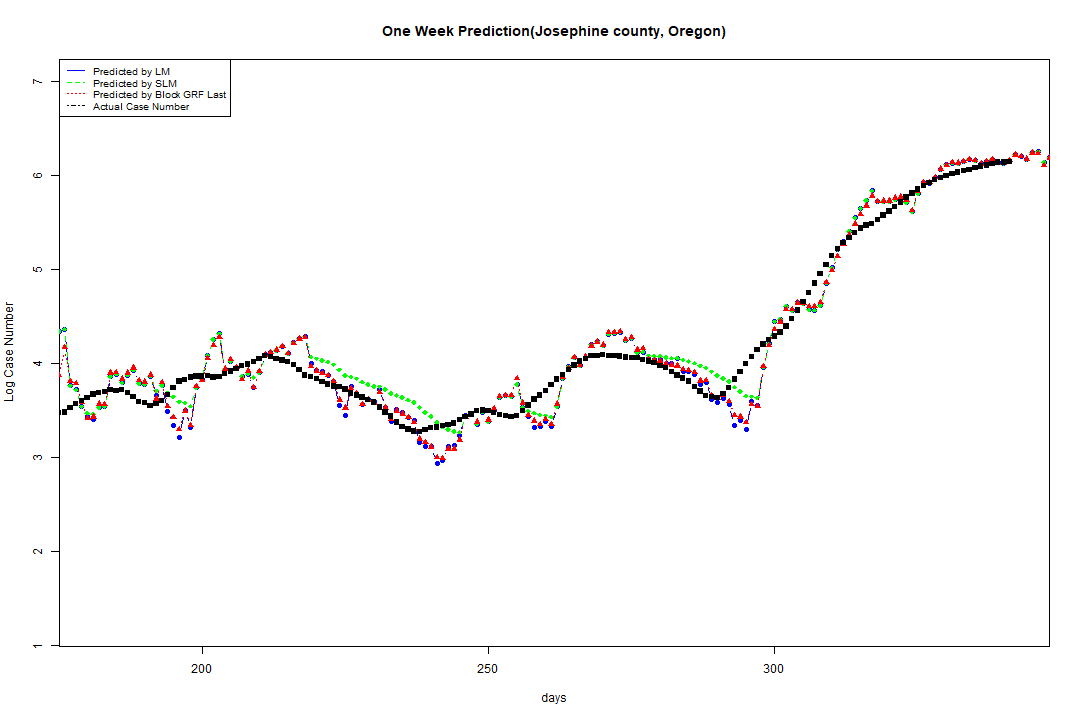 One Week Prediction(Josephine county, Oregon)
Predicted by LM
Predicted by SLM
Predicted by Block GRF Last
Actual Case Number
7
6
5
4
3
2
1
Log Case Number
200
250
300
days